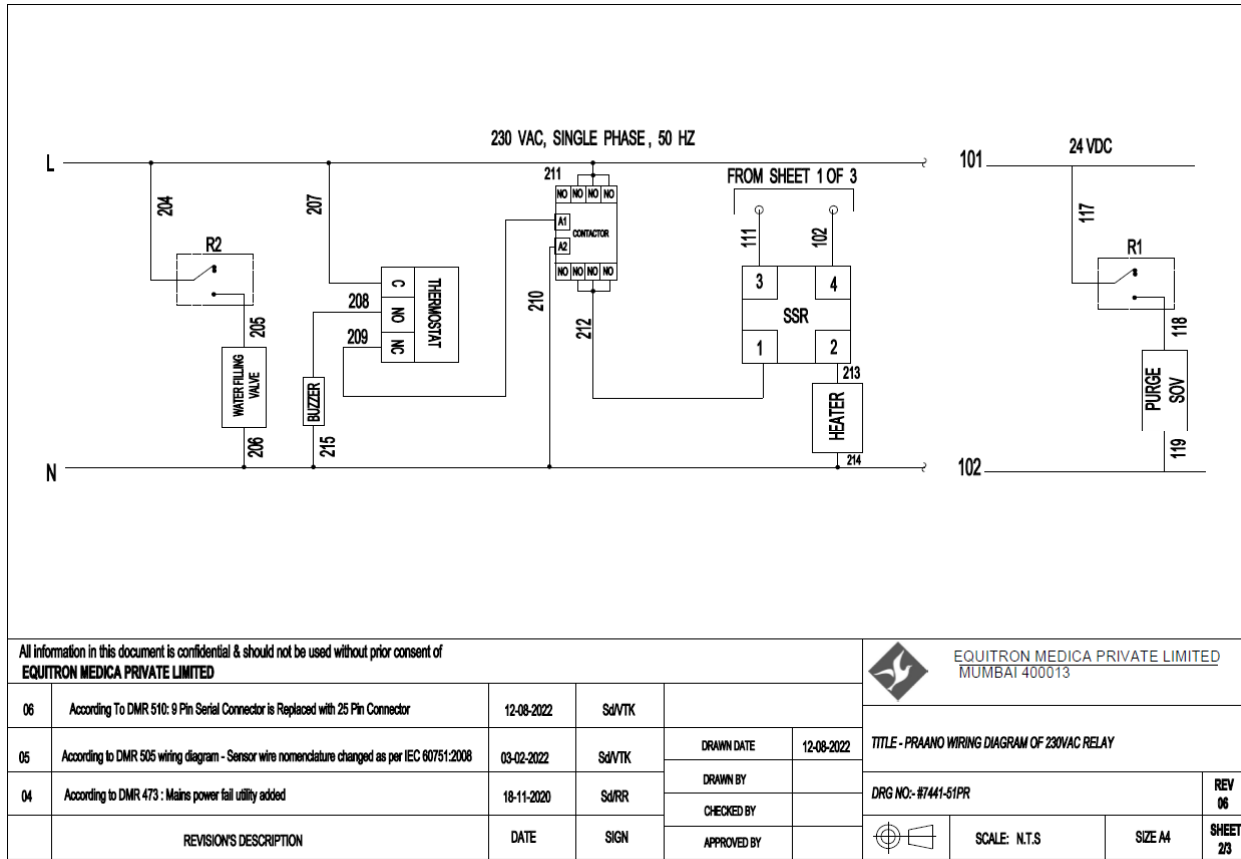 230 VAC, SINGLE PHASE , 50 HZ
L
101
24 VDC
211
FROM SHEET 1 OF 3
NO NO NO NO
204
207
A1
CONTACTOR
A2
111
102
117
R2
R1
NO NO NO NO
3
4
C
NO
NC
THERMOSTAT
208
210
212
SSR
205
209
118
1
2
WATER FILLING
VALVE
BUZZER
213
HEATER
PURGE
SOV
206
215
214
119
N
102
All information in this document is confidential & should not be used without prior consent of
EQUITRON MEDICA PRIVATE LIMITED
EQUITRON MEDICA PRIVATE LIMITED
MUMBAI 400013
06 According To DMR 510: 9 Pin Serial Connector is Replaced with 25 Pin Connector 12-08-2022 Sd/VTK
05 According to DMR 505 wiring diagram - Sensor wire nomenclature changed as per IEC 60751:2008 03-02-2022 Sd/VTK
DRAWN DATE 12-08-2022
TITLE - PRAANO WIRING DIAGRAM OF 230VAC RELAY
04 According to DMR 473 : Mains power fail utility added 18-11-2020 Sd/RR
DRAWN BY
DRG NO:- #7441-51PR
REV
06
CHECKED BY
REVISION'S DESCRIPTION DATE SIGN
APPROVED BY
SCALE: N.T.S
SIZE A4
SHEET
2/3